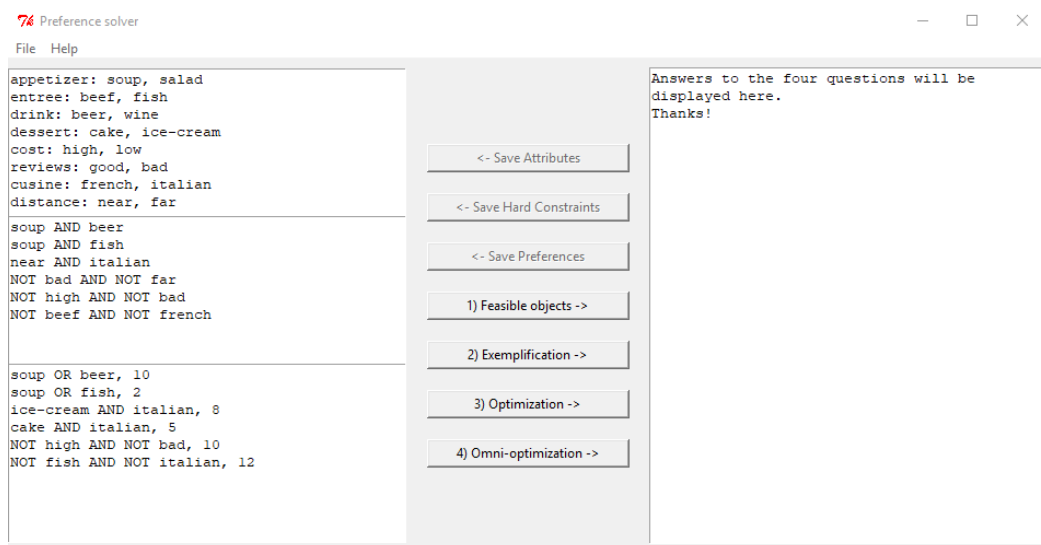 Preference solver
File Help
appetizer: soup, salad
entree: beef, fish
drink: beer, wine
dessert: cake, ice-cream
cost: high, low
reviews: good, bad
cusine: french, italian
distance: near, far
soup AND beer
soup AND fish
near AND italian
NOT bad AND NOT far
NOT high AND NOT bad
NOT beef AND NOT french
soup OR beer, 10
soup OR fish, 2
ice-cream AND italian, 8
cake AND italian, 5
NOT high AND NOT bad, 10
NOT fish AND NOT italian, 12
<- Save Attributes
<- Save Hard Constraints
<- Save Preferences
1) Feasible objects ->
2) Exemplification ->
3) Optimization ->
4) Omni-optimization ->
Answers to the four questions will be
displayed here.
Thanks!